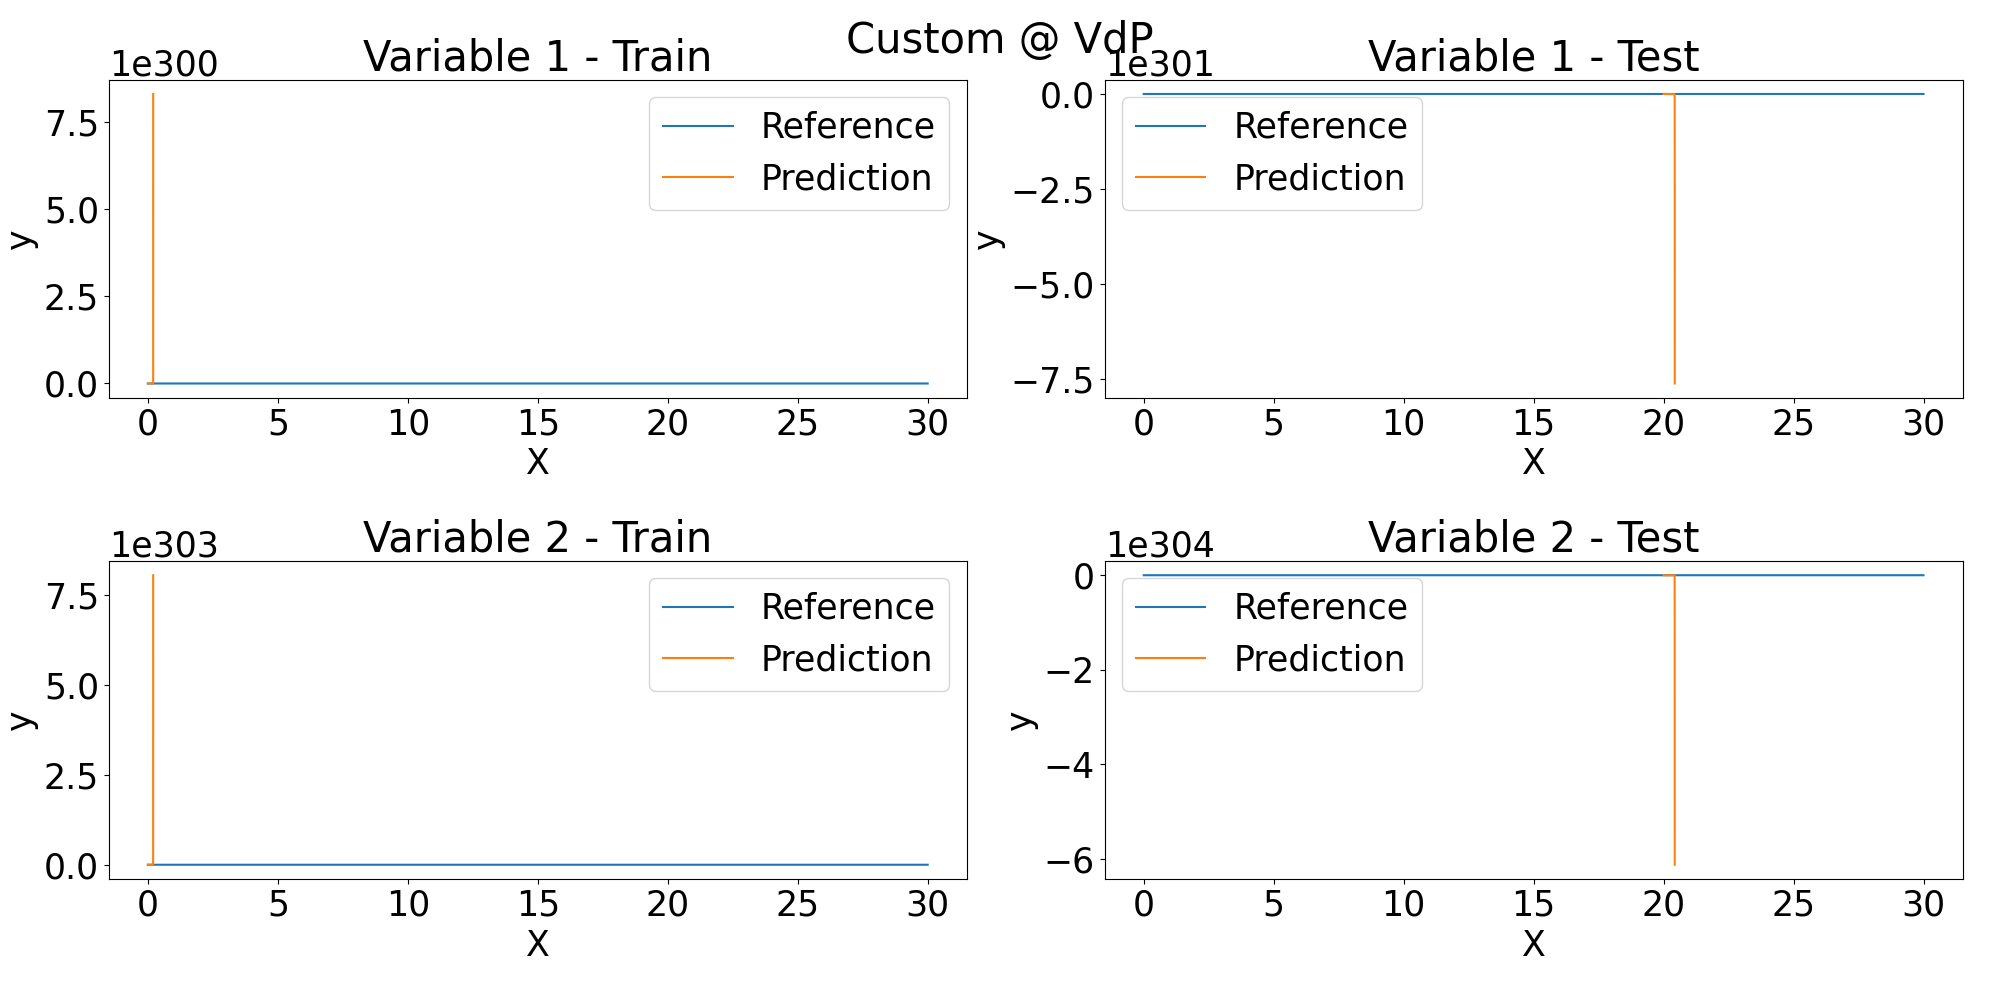 Custom @ VdP
Variable 1 - Train
1e300
7.5
5.0
2.5
0.0
y
0 5 10 15 20 25 30
X
Reference
Prediction
Variable 1 - Test
1e301
0.0
−2.5
−5.0
−7.5
y
0 5 10 15 20 25 30
X
Reference
Prediction
Variable 2 - Train
1e303
7.5
5.0
2.5
0.0
y
0 5 10 15 20 25 30
X
Reference
Prediction
Variable 2 - Test
1e304
0
−2
−4
−6
y
0 5 10 15 20 25 30
X
Reference
Prediction